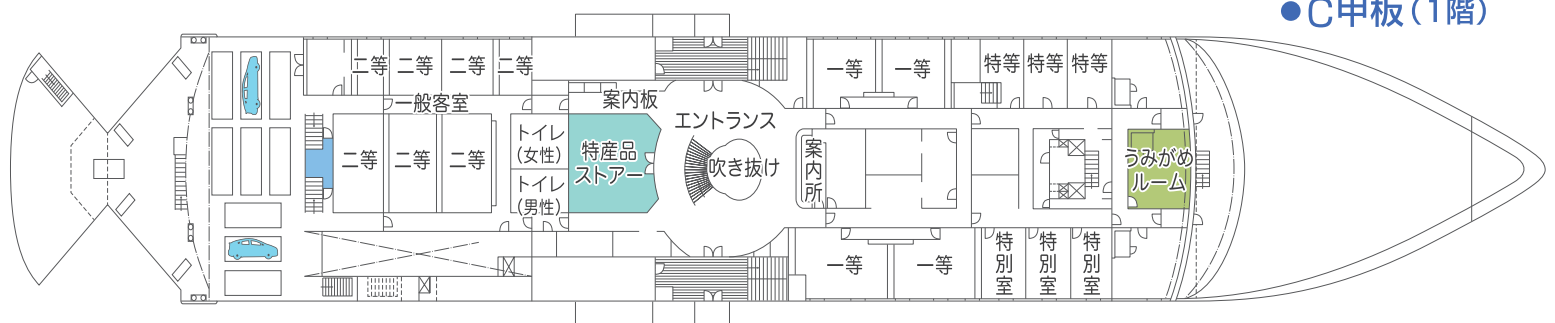 ●C甲板（1階）
二等
二等
二等
二等
一般客室
二等
二等
二等
トイレ
（女性）
トイレ
（男性）
案内板
特産品
ストアー
エントランス
吹き抜け
案内所
一等
一等
特等
特等
特等
うみがめ
ルーム
一等
一等
特別室
特別室
特別室